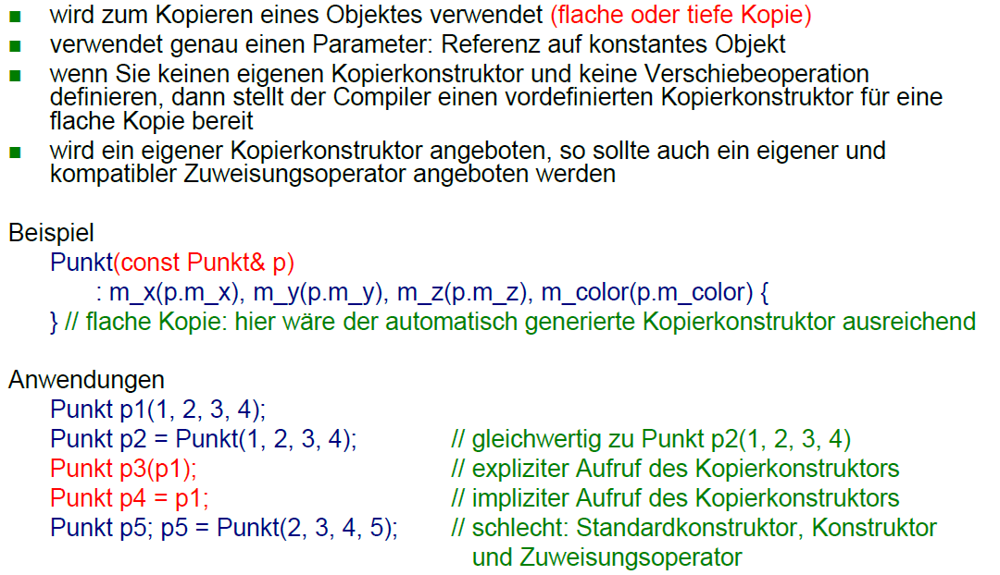 wird zum Kopieren eines Objektes verwendet (flache oder tiefe Kopie)
verwendet genau einen Parameter: Referenz auf konstantes Objekt
wenn Sie keinen eigenen Kopierkonstruktor und keine Verschiebeoperation
definieren, dann stellt der Compiler einen vordefinierten Kopierkonstruktor für eine
flache Kopie bereit
wird ein eigener Kopierkonstruktor angeboten, so sollte auch ein eigener und
kompatibler Zuweisungsoperator angeboten werden
Beispiel
Punkt(const Punkt& p)
: m_x(p.m_x), m_y(p.m_y), m_z(p.m_z), m_color(p.m_color) {
} // flache Kopie: hier wäre der automatisch generierte Kopierkonstruktor ausreichend
Anwendungen
Punkt p1(1, 2, 3, 4);
Punkt p2 = Punkt(1, 2, 3, 4); // gleichwertig zu Punkt p2(1, 2, 3, 4)
Punkt p3(p1); // expliziter Aufruf des Kopierkonstruktors
Punkt p4 = p1; // impliziter Aufruf des Kopierkonstruktors
Punkt p5; p5 = Punkt(2, 3, 4, 5); // schlecht: Standardkonstruktor, Konstruktor
und Zuweisungsoperator